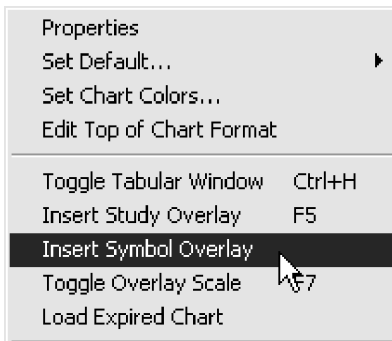 Properties
Set Default...
Set Chart Colors...
Edit Top of Chart Format
Toggle Tabular Window Ctrl+H
Insert Study Overlay F5
Insert Symbol Overlay
Toggle Overlay Scale F7
Load Expired Chart